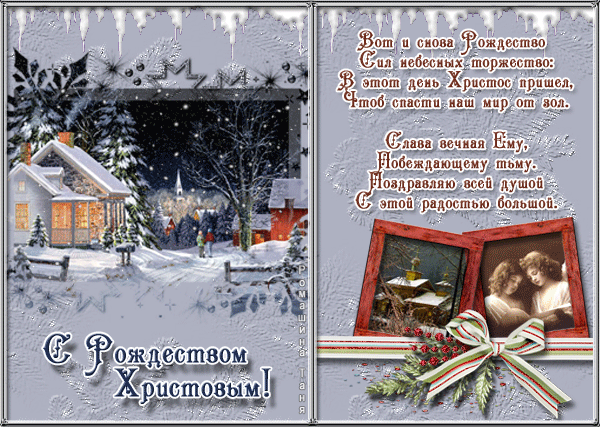 С Рождеством
Христовым!
Ромашина Таня
Вот и снова Рождество
Сил небесных торжество:
В этот день Христос пришел,
Чтоб спасти наш мир от зол.
Слава вечная Ему,
Побеждающему тьму.
Поздравляю всей душой
С этой радостью большой.